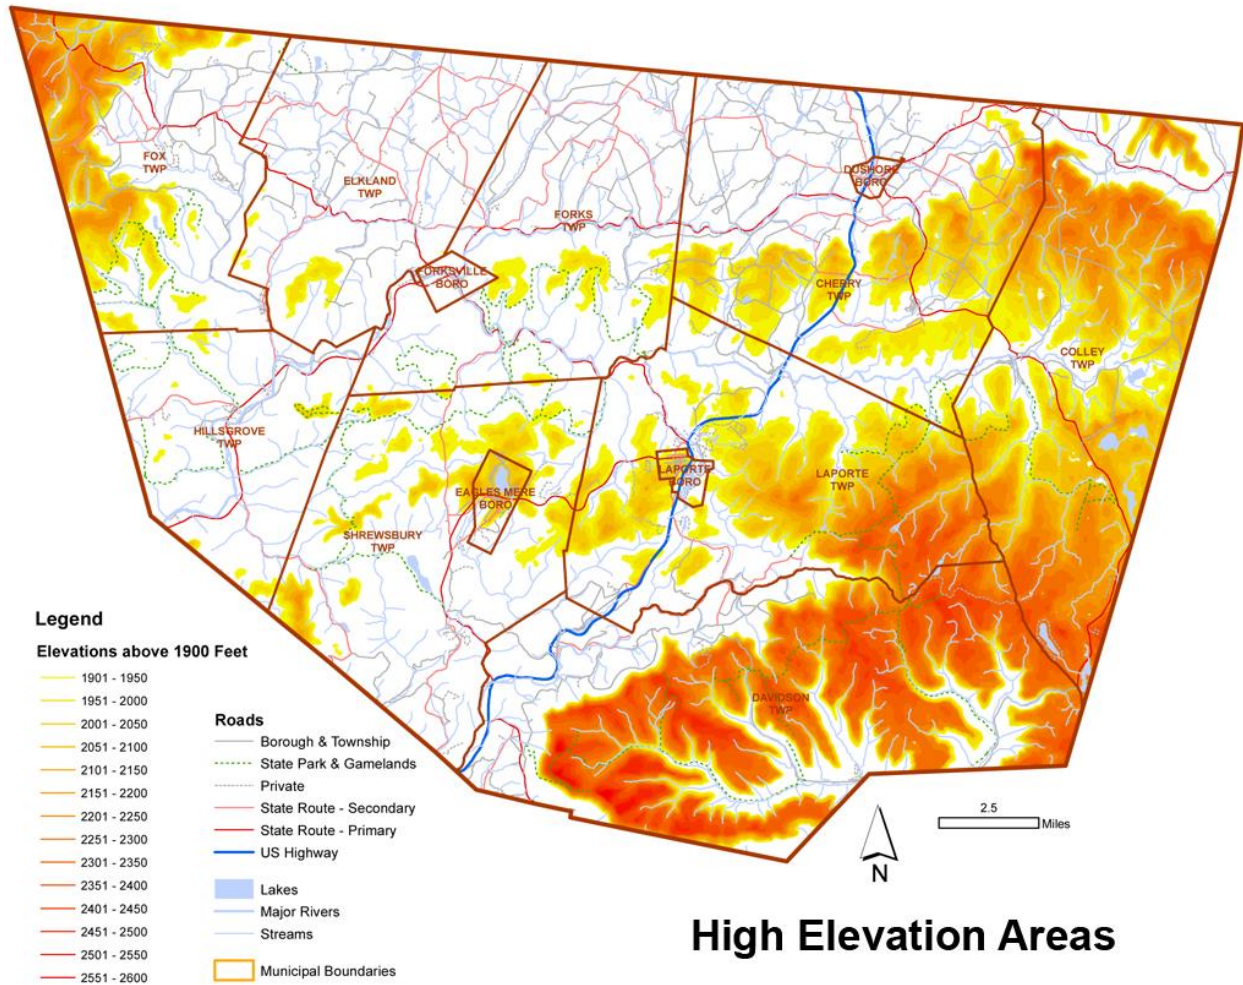 FOX
TWP
ELKLAND
TWP
FORKS
TWP
DUSHORE
BORO
FORKSVILLE
BORO
CHERRY
TWP
COLLEY
TWP
HILLSGROVE
TWP
EAGLES MERE
BORO
LAPORTE
BORO
LAPORTE
TWP
SHREWSBURY
TWP
DAVIDSON
TWP
Legend
Elevations above 1900 Feet
1901 - 1950
1951 - 2000
2001 - 2050
2051 - 2100
2101 - 2150
2151 - 2200
2201 - 2250
2251 - 2300
2301 - 2350
2351 - 2400
2401 - 2450
2451 - 2500
2501 - 2550
2551 - 2600
Roads
Borough & Township
State Park & Gamelands
Private
State Route - Secondary
State Route - Primary
US Highway
Lakes
Major Rivers
Streams
Municipal Boundaries
2.5
Miles
N
High Elevation Areas